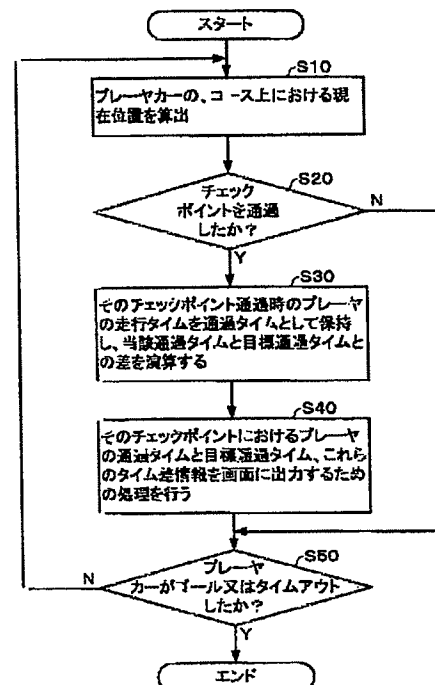 スタート
S10
プレーヤカーの、コース上における現
在位置を算出
S20
チェック
ポイントを通過
したか?
N
Y
S30
そのチェックポイント通過時のプレーヤ
の走行タイムを通過タイムとして保持
し、当該通過タイムと目標通過タイムと
の差を演算する
S40
そのチェックポイントにおけるプレーヤ
の通過タイムと目標通過タイム、これら
のタイム差情報を画面に出力するため
の処理を行う
S50
プレーヤ
カーがゴール又はタイムアウト
したか?
N
Y
エンド